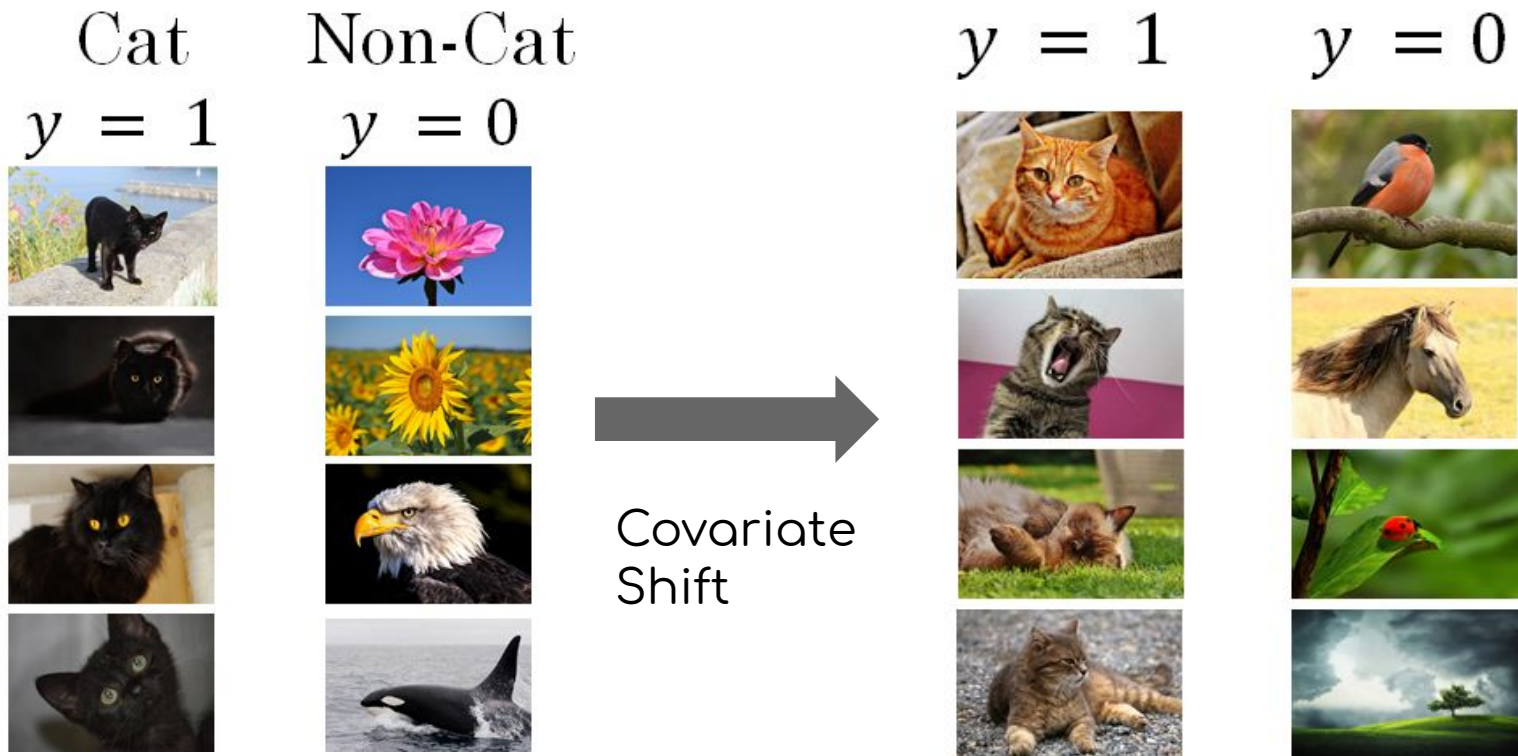 Cat
Non-Cat
y = 1
y = 0
Covariate
Shift
y = 1
y = 0